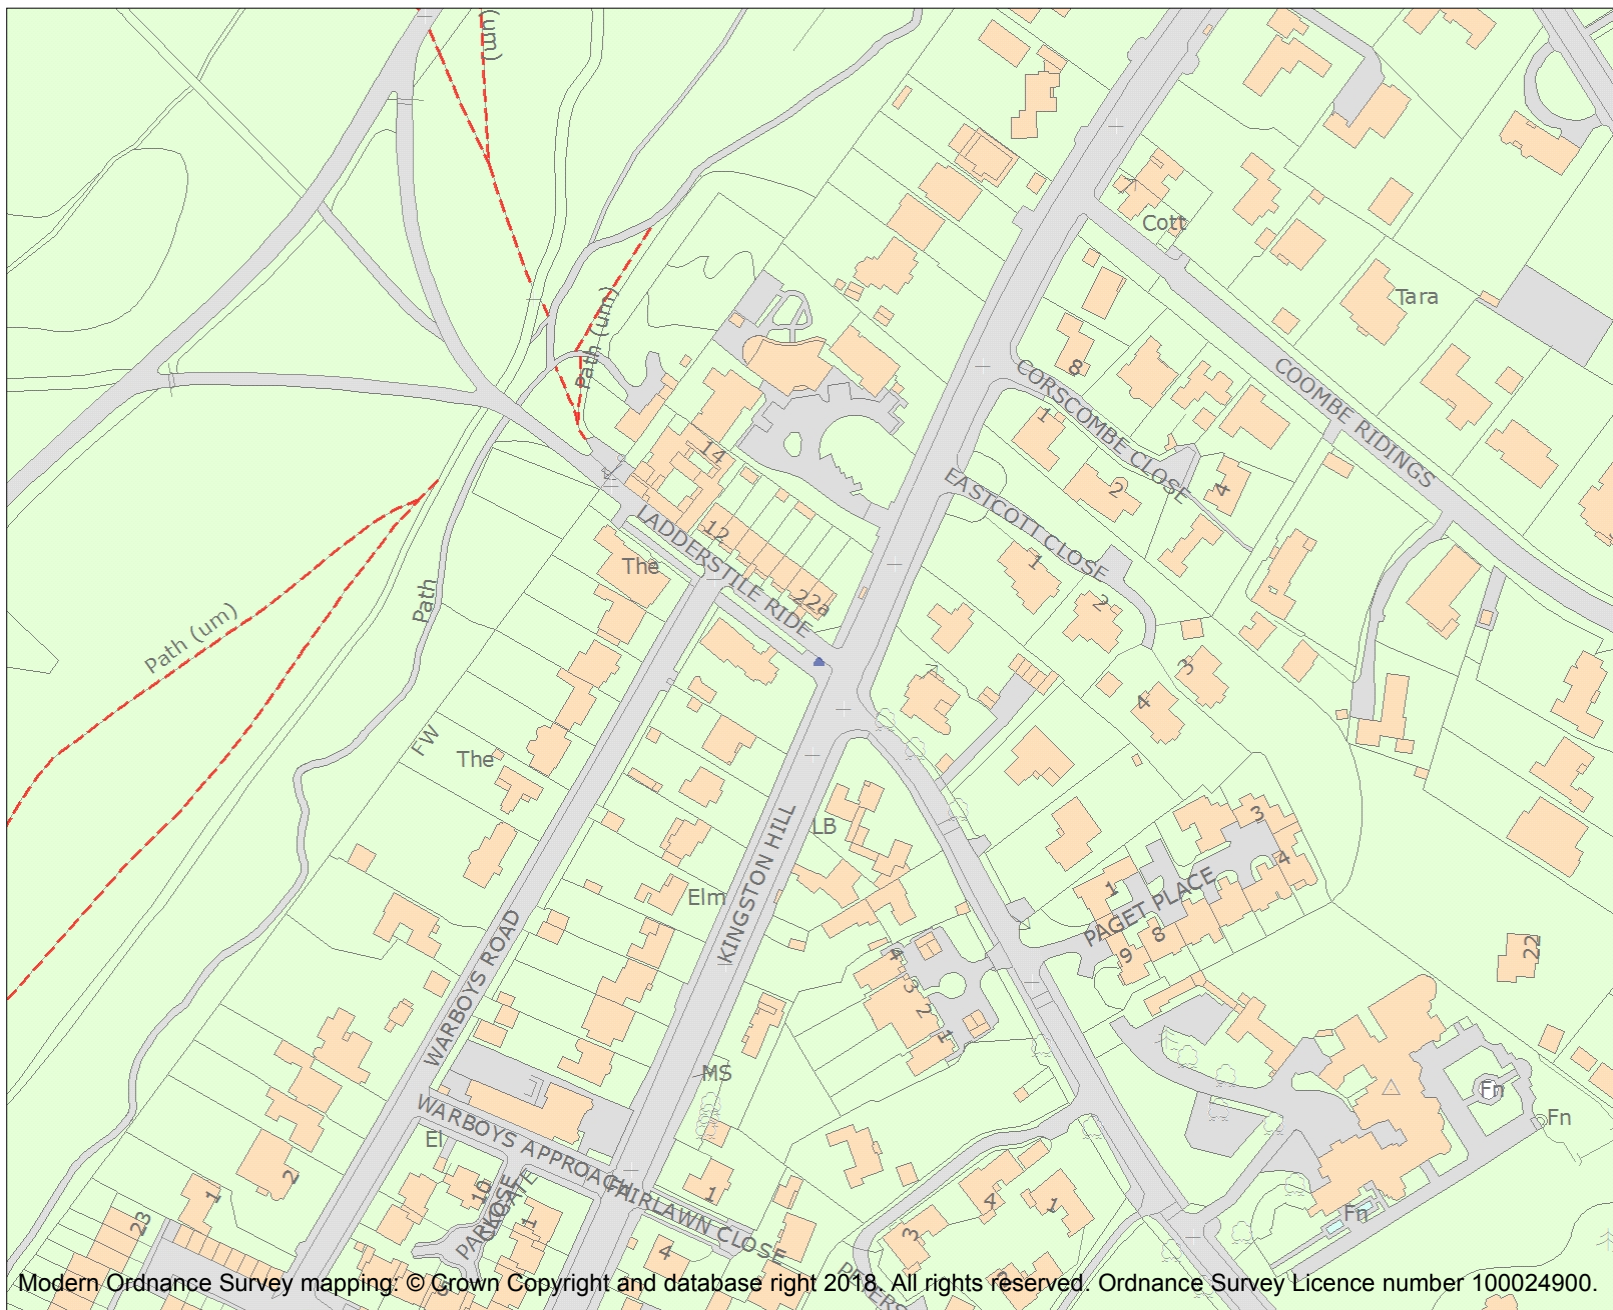 (um)
Cott
Tara
Path (um)
8
CORSCOMBE CLOSE
1
COOMBE RIDINGS
14
2
4
EASTCOTT CLOSE
LADDERSTILE RIDE
12
The
1
22a
2
Path
Path (um)
3
4
FW
The
LB
3
4
1
PAGET PLACE
8
9
KINGSTON HILL
Elm
22
WARBOYS ROAD
4
3
2
1
MS
Fn
Fn
WARBOYS APPROACH
El
2
10
1
FAIRLAWN CLOSE
1
4
1
3
23
1
4
Fn
Modern Ordnance Survey mapping: © Crown Copyright and database right 2018. All rights reserved. Ordnance Survey Licence number 100024900.